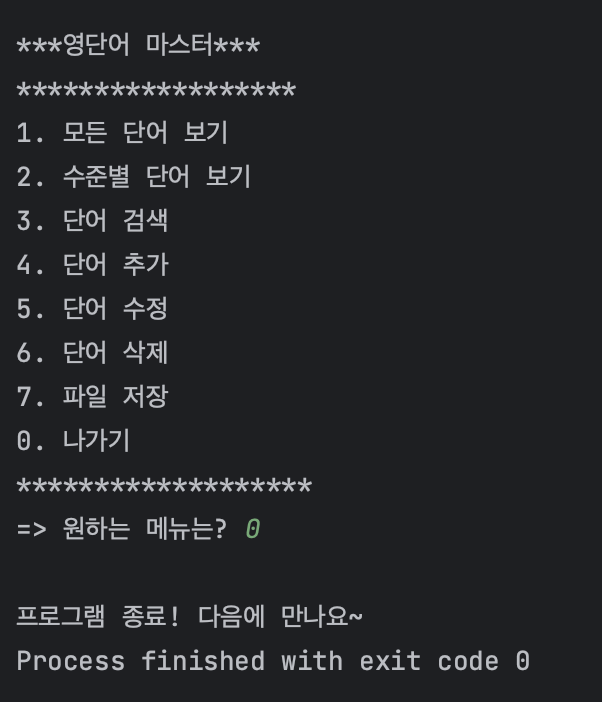 ***영단어 마스터***
******************
1. 모든 단어 보기
2. 수준별 단어 보기
3. 단어 검색
4. 단어 추가
5. 단어 수정
6. 단어 삭제
7. 파일 저장
0. 나가기
*******************
=> 원하는 메뉴는? 0
프로그램 종료! 다음에 만나요~
Process finished with exit code 0